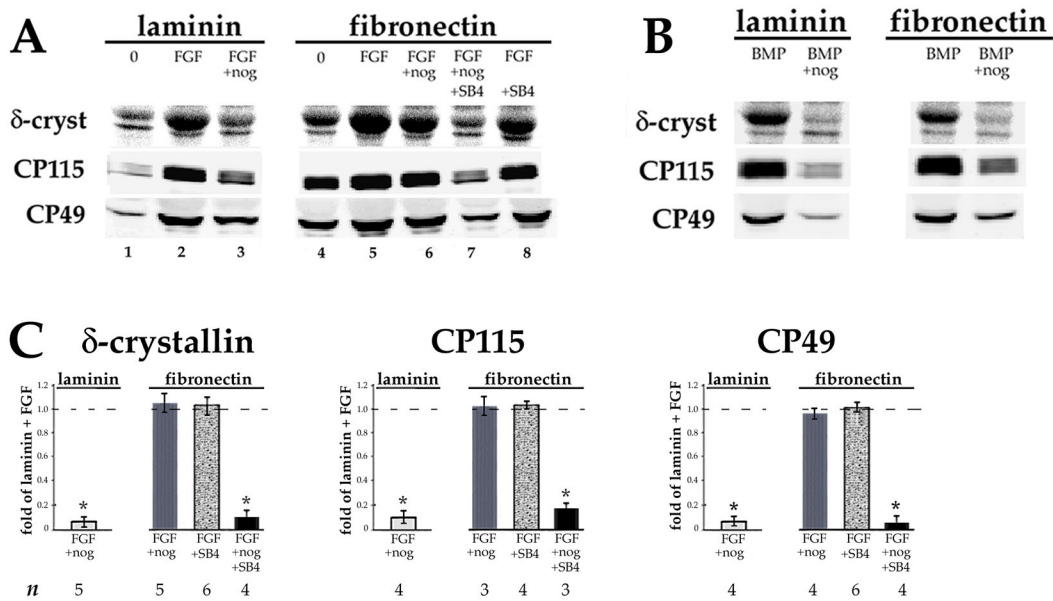 A
laminin
fibronectin
0 FGF FGF +nog
0 FGF FGF +nog FGF +nog +SB4 FGF +SB4
δ-cryst
CP115
CP49
1 2 3 4 5 6 7 8
B
laminin
fibronectin
BMP BMP +nog
BMP BMP +nog
δ-cryst
CP115
CP49
C
δ-crystallin
laminin
fibronectin
fold of laminin + FGF
1.2
1.0
0.8
0.6
0.4
0.2
0
*
*
FGF +nog
FGF +nog
FGF +SB4
FGF +nog +SB4
n 5 5 6 4
CP115
laminin
fibronectin
fold of laminin + FGF
1.2
1.0
0.8
0.6
0.4
0.2
0
*
*
FGF +nog
FGF +nog
FGF +SB4
FGF +nog +SB4
4 3 4 3
CP49
laminin
fibronectin
fold of laminin + FGF
1.2
1.0
0.8
0.6
0.4
0.2
0
*
*
FGF +nog
FGF +nog
FGF +SB4
FGF +nog +SB4
4 4 6 4